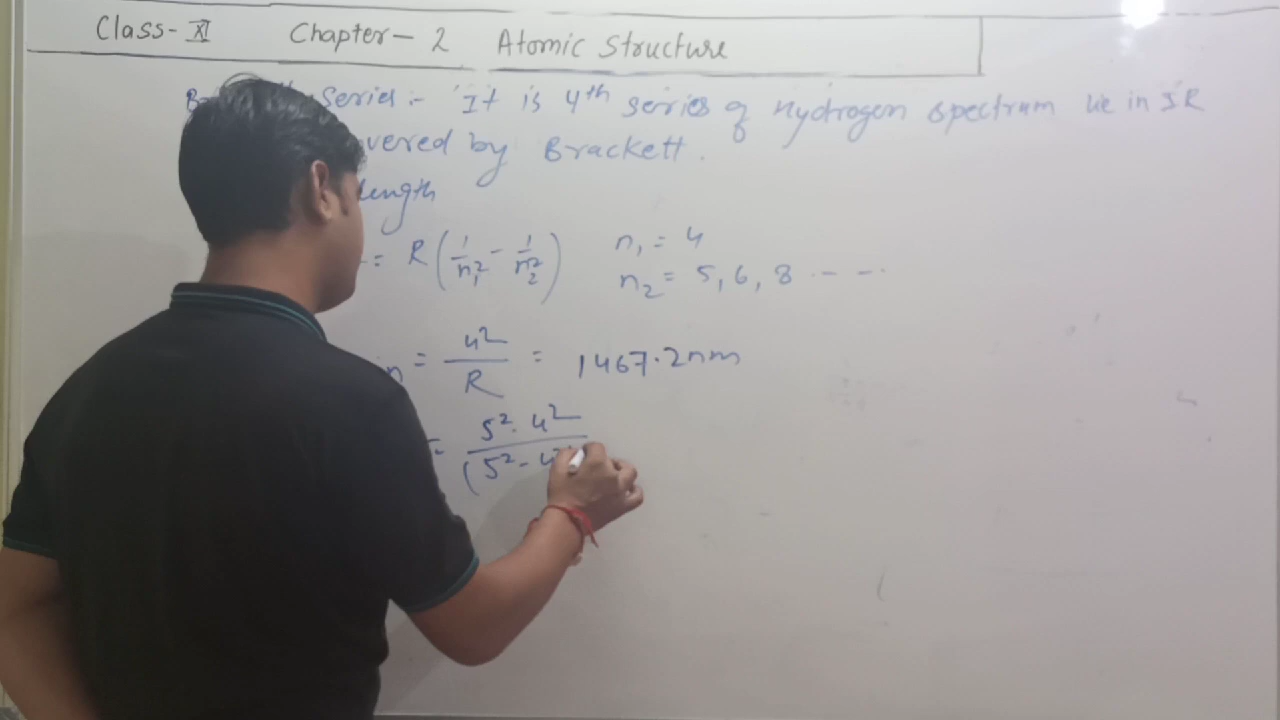 Class- XI Chapter- 2 Atomic Structure
Series :- It is 4th series of Hydrogen spectrum lie in IR
by Brackett.
length
= R (1/n₁² - 1/n₂²) n₁ = 4
n₂ = 5, 6, 8 -- --
= 4²/R = 1467.2nm
= 5². 4²
(5² - 4²